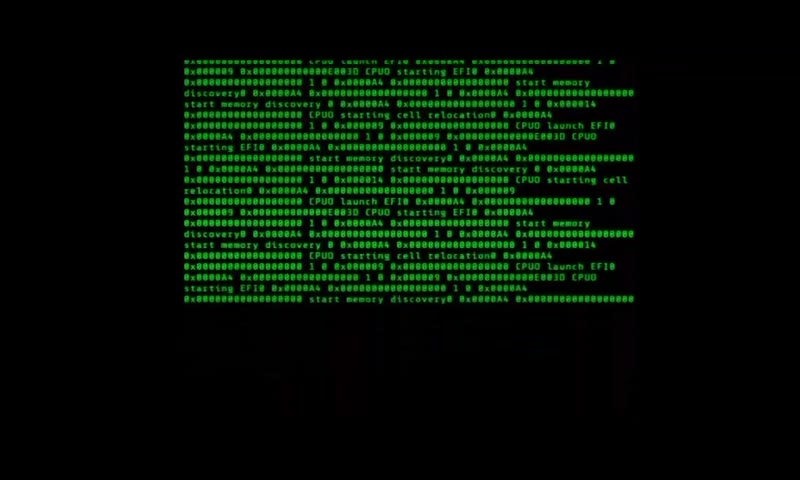 0x0000000000000000 CPU0 launch EFI0 0x0000A4 0x0000000000000000 1 0
0x000009 0x000000000000E003D CPU0 starting EFI0 0x0000A4
0x0000000000000000 1 0 0x0000A4 0x0000000000000000 start memory
discovery0 0x0000A4 0x0000000000000000 1 0 0x0000A4 0x0000000000000000
start memory discovery 0 0x0000A4 0x0000000000000000 1 0 0x000014
0x0000000000000000 CPU0 starting cell relocation0 0x0000A4
0x0000000000000000 1 0 0x000009 0x0000000000000000 CPU0 launch EFI0
0x0000A4 0x0000000000000000 1 0 0x000009 0x000000000000E003D CPU0
starting EFI0 0x0000A4 0x0000000000000000 1 0 0x0000A4
0x0000000000000000 start memory discovery0 0x0000A4 0x0000000000000000
1 0 0x0000A4 0x0000000000000000 start memory discovery 0 0x0000A4
0x0000000000000000 1 0 0x000014 0x0000000000000000 CPU0 starting cell
relocation0 0x0000A4 0x0000000000000000 1 0 0x000009
0x0000000000000000 CPU0 launch EFI0 0x0000A4 0x0000000000000000 1 0
0x000009 0x000000000000E003D CPU0 starting EFI0 0x0000A4
0x0000000000000000 1 0 0x0000A4 0x0000000000000000 start memory
discovery0 0x0000A4 0x0000000000000000 1 0 0x0000A4 0x0000000000000000
start memory discovery 0 0x0000A4 0x0000000000000000 1 0 0x000014
0x0000000000000000 CPU0 starting cell relocation0 0x0000A4
0x0000000000000000 1 0 0x000009 0x0000000000000000 CPU0 launch EFI0
0x0000A4 0x0000000000000000 1 0 0x000009 0x000000000000E003D CPU0
starting EFI0 0x0000A4 0x0000000000000000 1 0 0x0000A4
0x0000000000000000 start memory discovery0 0x0000A4 0x0000000000000000